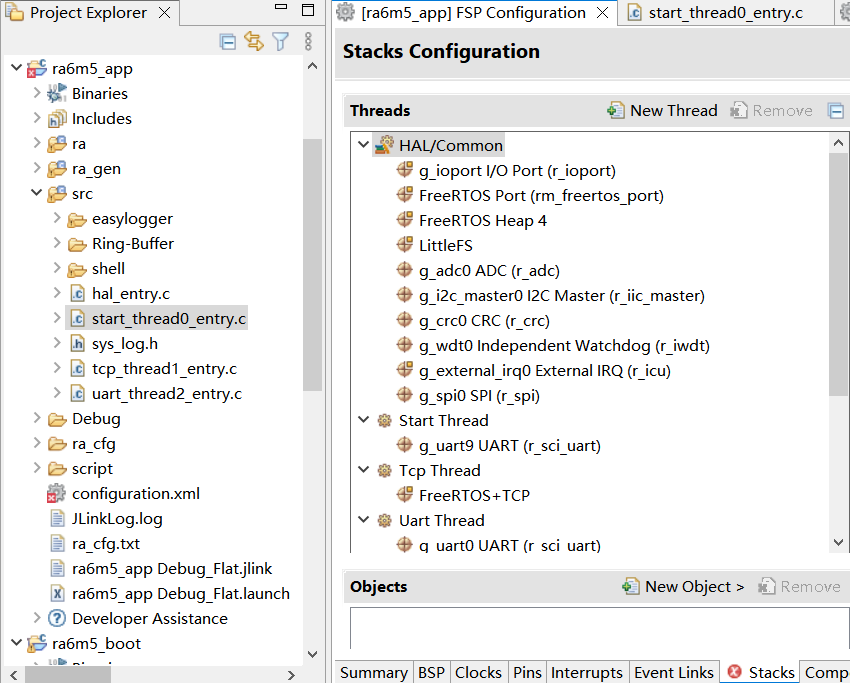 Project Explorer
ra6m5_app
Binaries
Includes
ra
ra_gen
src
easylogger
Ring-Buffer
shell
hal_entry.c
start_thread0_entry.c
sys_log.h
tcp_thread1_entry.c
uart_thread2_entry.c
Debug
ra_cfg
script
configuration.xml
JLinkLog.log
ra_cfg.txt
ra6m5_app Debug_Flat.jlink
ra6m5_app Debug_Flat.launch
Developer Assistance
ra6m5_boot
[ra6m5_app] FSP Configuration
start_thread0_entry.c
Stacks Configuration
Threads
New Thread
Remove
HAL/Common
g_ioport I/O Port (r_ioport)
FreeRTOS Port (rm_freertos_port)
FreeRTOS Heap 4
LittleFS
g_adc0 ADC (r_adc)
g_i2c_master0 I2C Master (r_iic_master)
g_crc0 CRC (r_crc)
g_wdt0 Independent Watchdog (r_iwdt)
g_external_irq0 External IRQ (r_icu)
g_spi0 SPI (r_spi)
Start Thread
g_uart9 UART (r_sci_uart)
Tcp Thread
FreeRTOS+TCP
Uart Thread
g_uart0 UART (r_sci_uart)
Objects
New Object >
Remove
Summary BSP Clocks Pins Interrupts Event Links Stacks Comp